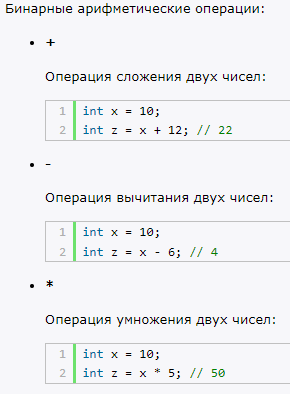 Бинарные арифметические операции:
+
Операция сложения двух чисел:
1 int x = 10;
2 int z = x + 12; // 22
-
Операция вычитания двух чисел:
1 int x = 10;
2 int z = x - 6; // 4
*
Операция умножения двух чисел:
1 int x = 10;
2 int z = x * 5; // 50